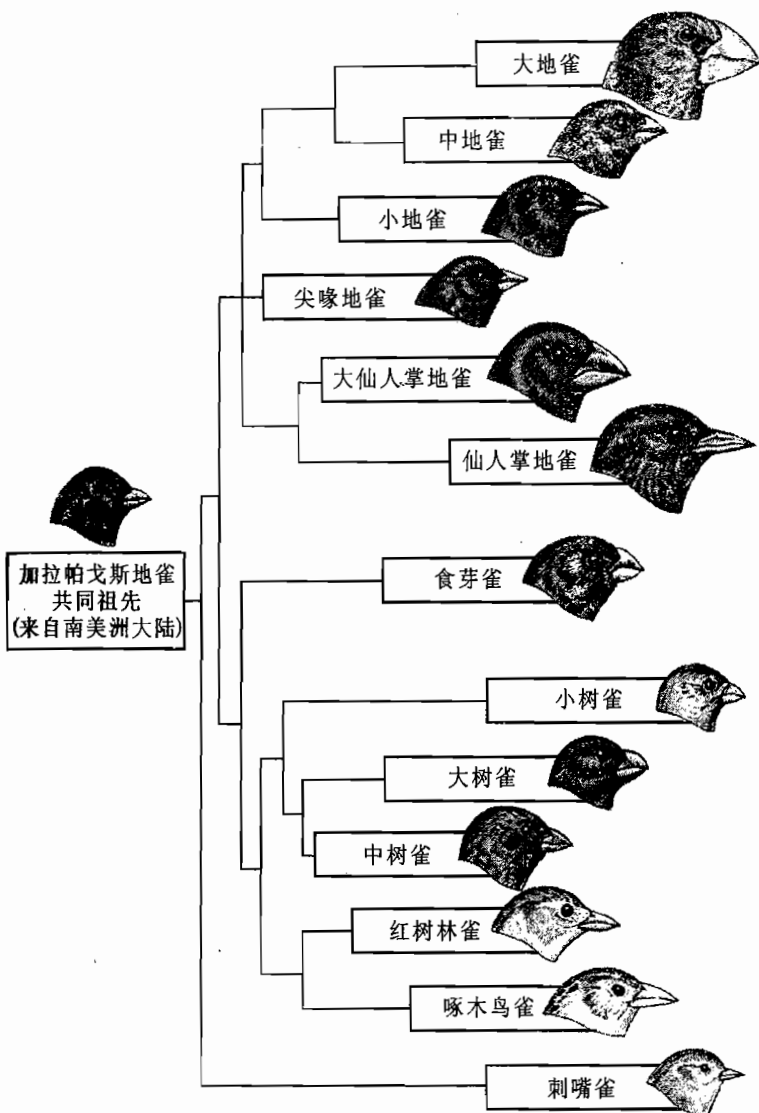 大地雀
中地雀
小地雀
尖喙地雀
大仙人掌地雀
仙人掌地雀
加拉帕戈斯地雀
共同祖先
(来自南美洲大陆)
食芽雀
小树雀
大树雀
中树雀
红树林雀
啄木鸟雀
刺嘴雀